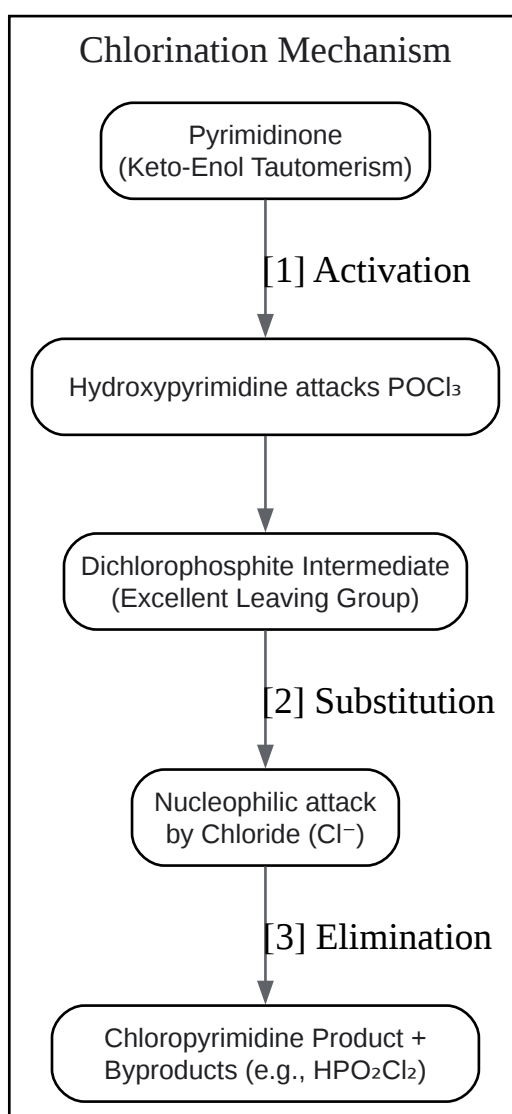 Chlorination Mechanism
Pyrimidinone
(Keto-Enol Tautomerism)
[1] Activation
Hydroxypyrimidine attacks POCl₃
Dichlorophosphite Intermediate
(Excellent Leaving Group)
[2] Substitution
Nucleophilic attack
by Chloride (Cl⁻)
[3] Elimination
Chloropyrimidine Product +
Byproducts (e.g., HPO₂Cl₂)